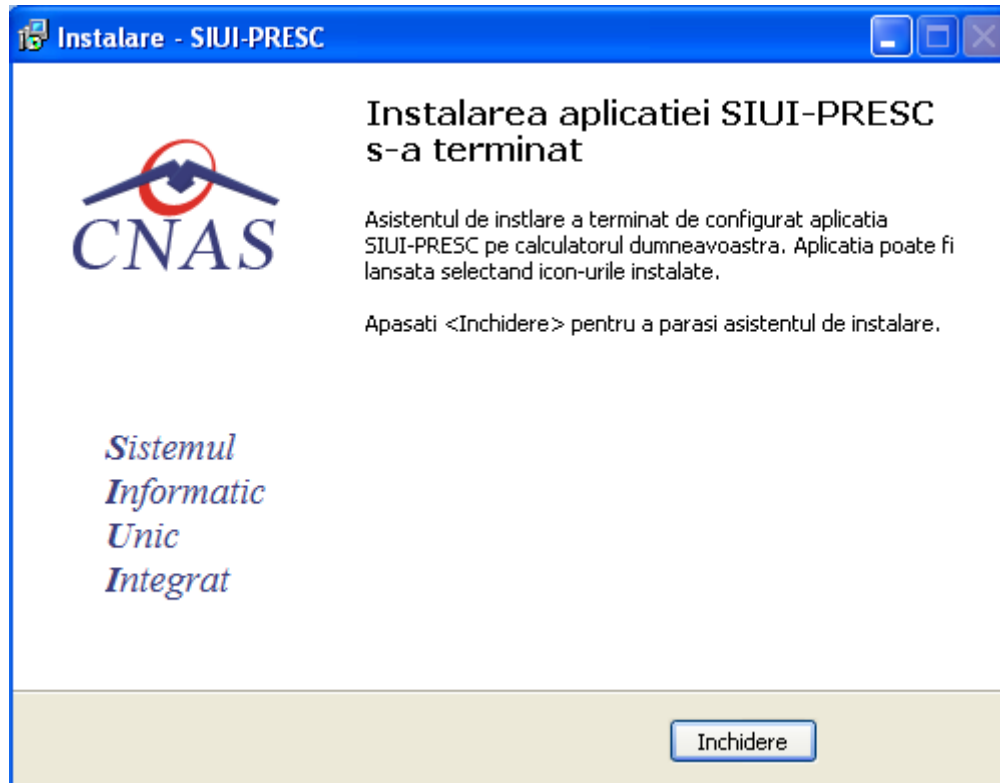 Instalare - SIUI-PRESC
Instalarea aplicatiei SIUI-PRESC
s-a terminat
CNAS
Asistentul de instlare a terminat de configurat aplicatia
SIUI-PRESC pe calculatorul dumneavoastra. Aplicatia poate fi
lansata selectand icon-urile instalate.
Apasati <Inchidere> pentru a parasi asistentul de instalare.
Sistemul
Informatic
Unic
Integrat
Inchidere